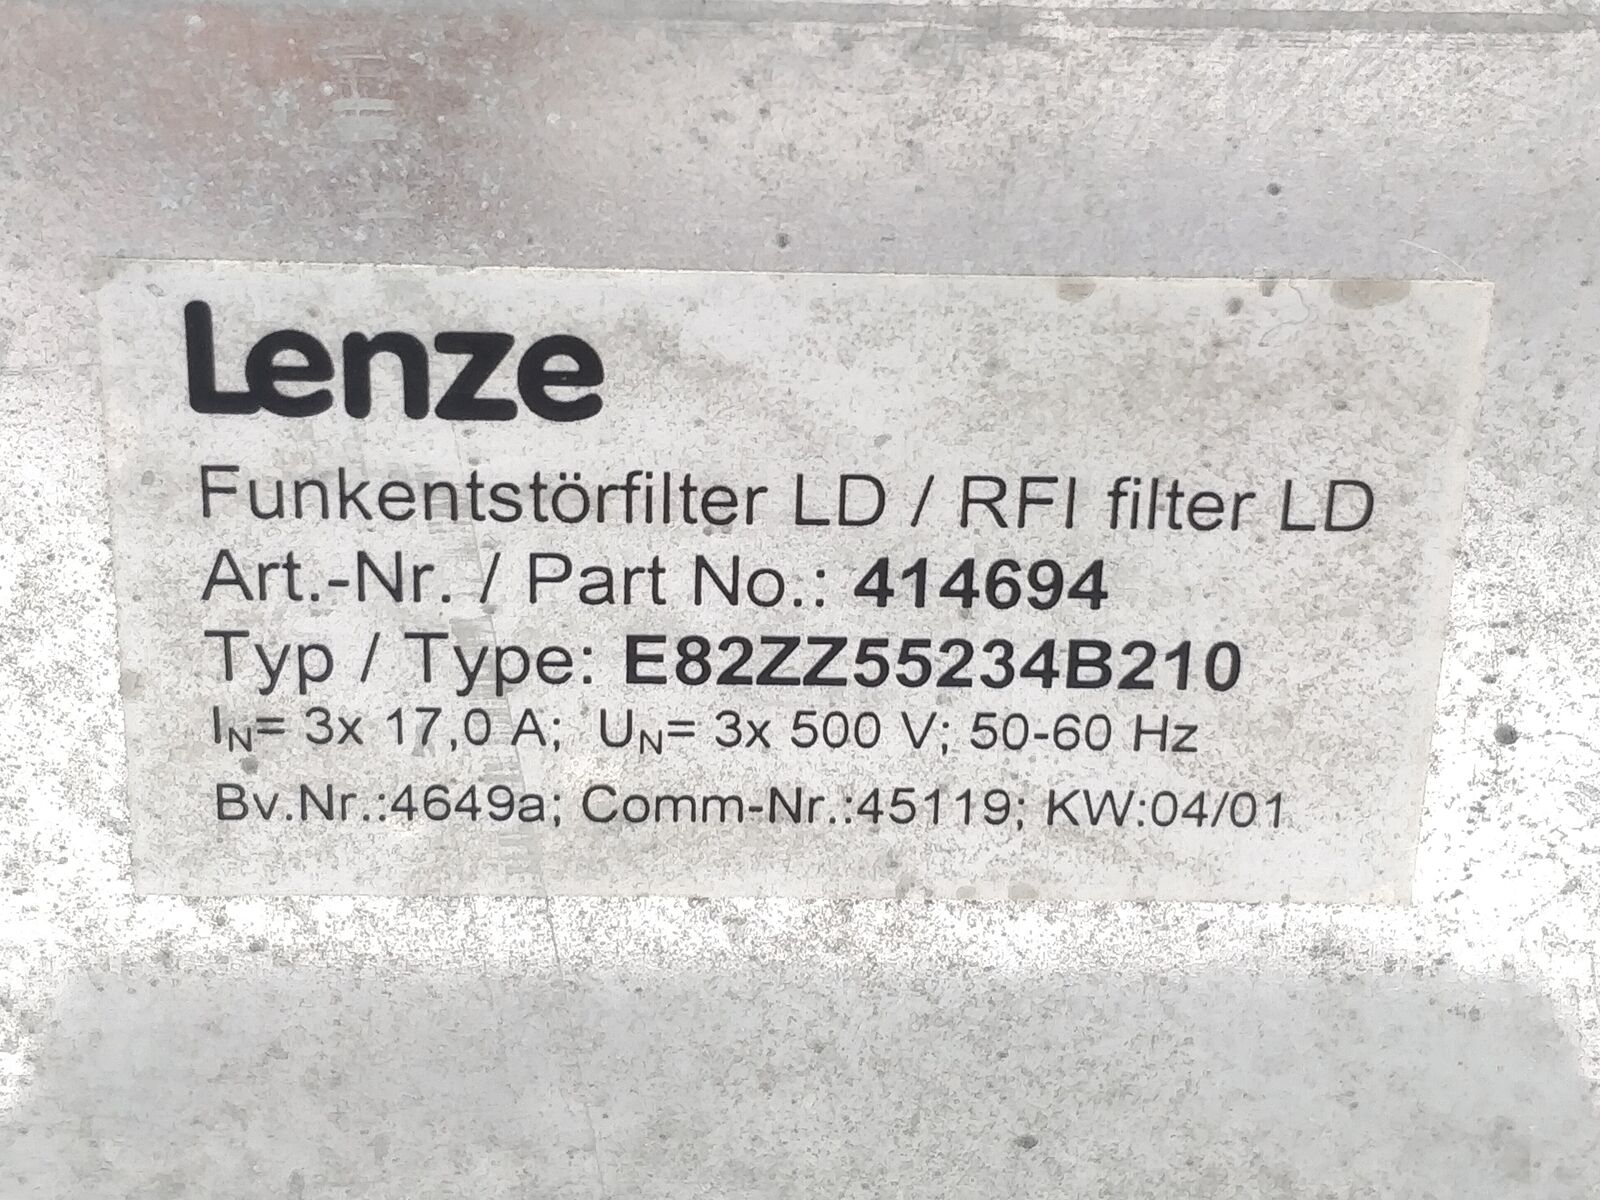 Lenze
Funkentstörfilter LD / RFI filter LD
Art.-Nr. / Part No.: 414694
Typ / Type: E82ZZ55234B210
IN= 3x 17,0 A; UN= 3x 500 V; 50-60 Hz
Bv.Nr.:4649a; Comm-Nr.:45119; KW:04/01